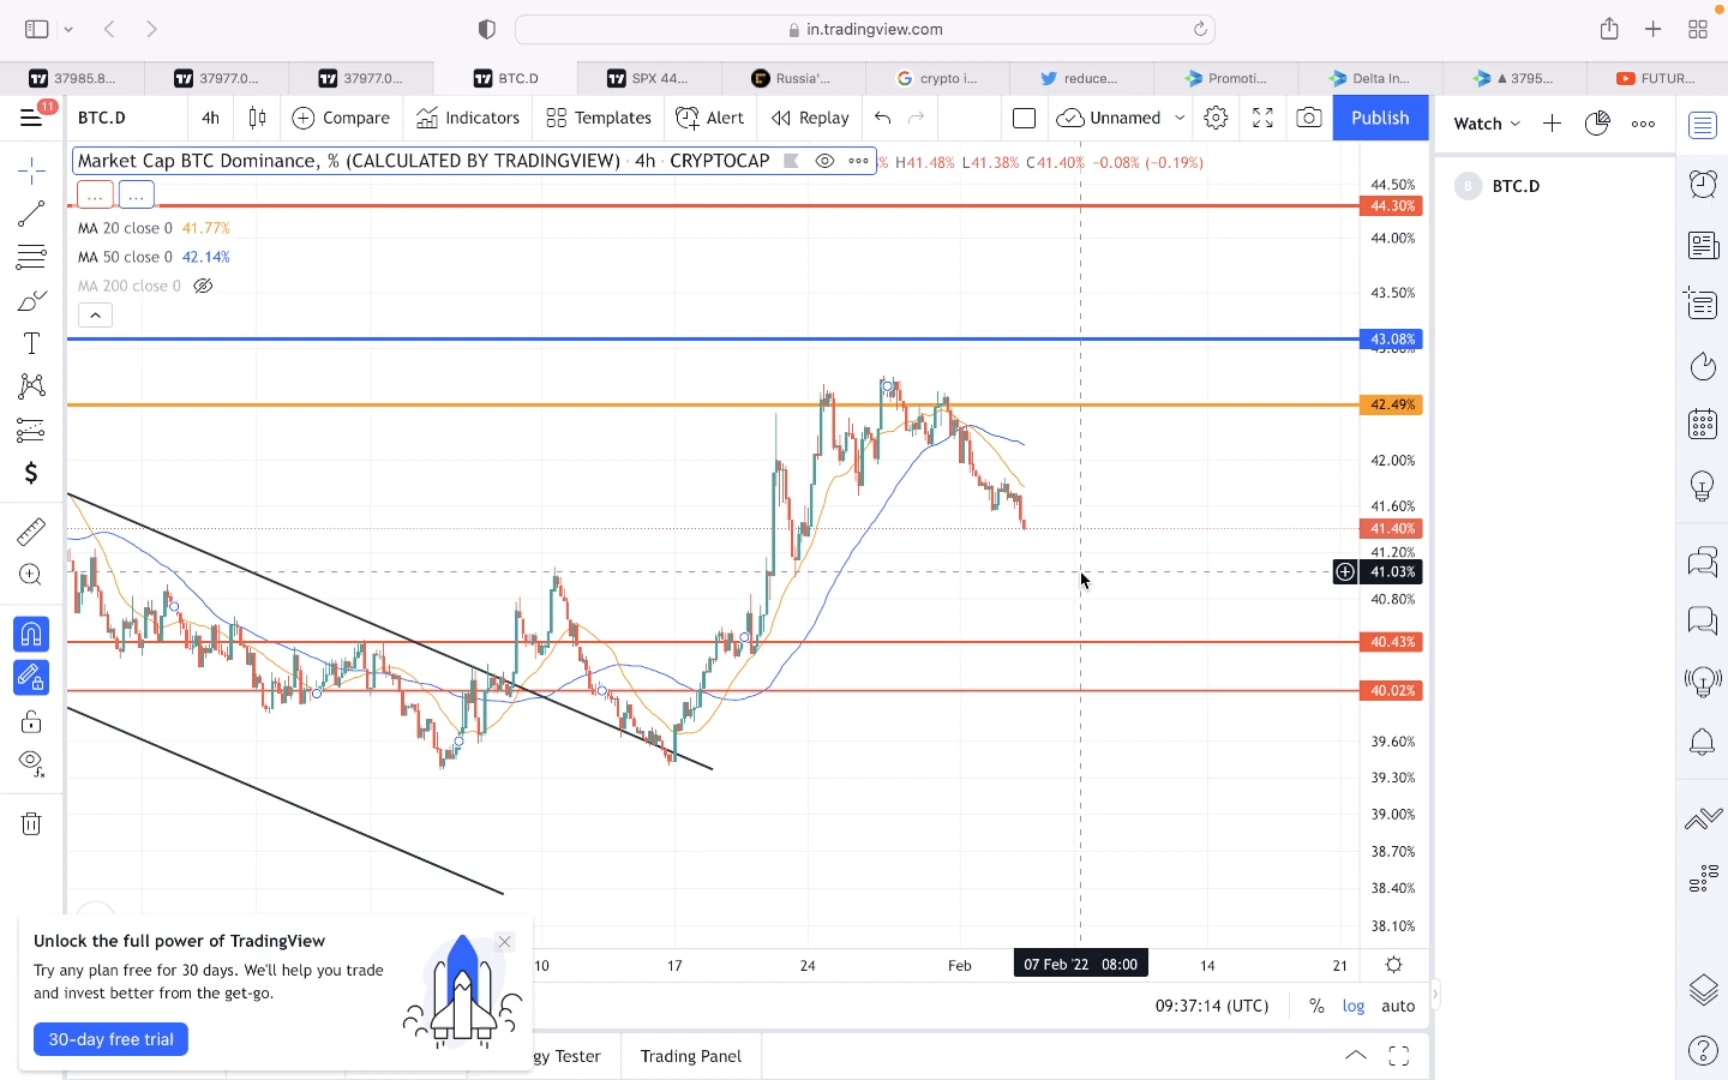 in.tradingview.com
37985.8...
37977.0...
37977.0...
BTC.D
SPX 44...
Russia'...
crypto i...
reduce...
Promoti...
Delta In...
▲ 3795...
FUTUR...
11
BTC.D
4h
Compare
Indicators
Templates
Alert
Replay
Unnamed
Publish
Watch
Market Cap BTC Dominance, % (CALCULATED BY TRADINGVIEW) · 4h · CRYPTOCAP
% H41.48% L41.38% C41.40% −0.08% (−0.19%)
B BTC.D
... ...
MA 20 close 0 41.77%
MA 50 close 0 42.14%
MA 200 close 0
44.50%
44.30%
44.00%
43.50%
43.08%
42.49%
42.00%
41.60%
41.40%
41.20%
41.03%
40.80%
40.43%
40.02%
39.60%
39.30%
39.00%
38.70%
38.40%
38.10%
Unlock the full power of TradingView
Try any plan free for 30 days. We'll help you trade
and invest better from the get-go.
30-day free trial
10 17 24 Feb 07 Feb '22 08:00 14 21
09:37:14 (UTC) % log auto
gy Tester
Trading Panel